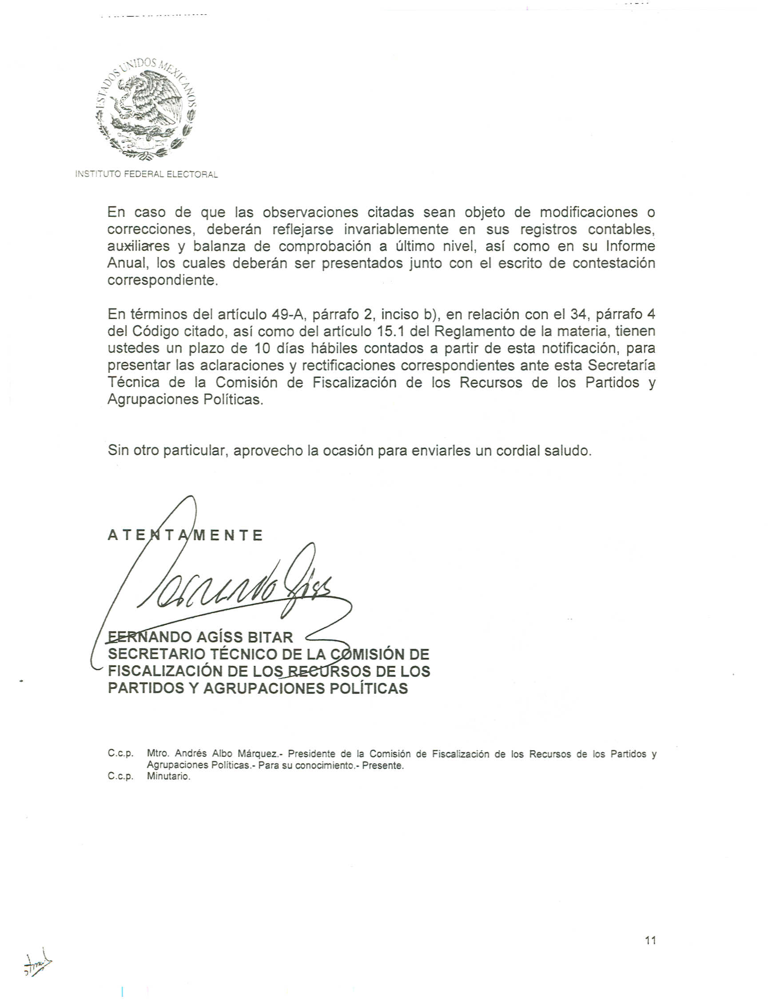 ESTADOS UNIDOS MEXICANOS
INSTITUTO FEDERAL ELECTORAL
En caso de que las observaciones citadas sean objeto de modificaciones o
correcciones, deberán reflejarse invariablemente en sus registros contables,
auxiliares y balanza de comprobación a último nivel, así como en su Informe
Anual, los cuales deberán ser presentados junto con el escrito de contestación
correspondiente.
En términos del artículo 49-A, párrafo 2, inciso b), en relación con el 34, párrafo 4
del Código citado, así como del artículo 15.1 del Reglamento de la materia, tienen
ustedes un plazo de 10 días hábiles contados a partir de esta notificación, para
presentar las aclaraciones y rectificaciones correspondientes ante esta Secretaría
Técnica de la Comisión de Fiscalización de los Recursos de los Partidos y
Agrupaciones Políticas.
Sin otro particular, aprovecho la ocasión para enviarles un cordial saludo.
A T E N T A M E N T E
Fernando Agíss
FERNANDO AGÍSS BITAR
SECRETARIO TÉCNICO DE LA COMISIÓN DE
FISCALIZACIÓN DE LOS RECURSOS DE LOS
PARTIDOS Y AGRUPACIONES POLÍTICAS
C.c.p. Mtro. Andrés Albo Márquez.- Presidente de la Comisión de Fiscalización de los Recursos de los Partidos y
Agrupaciones Políticas.- Para su conocimiento.- Presente.
C.c.p. Minutario.
11